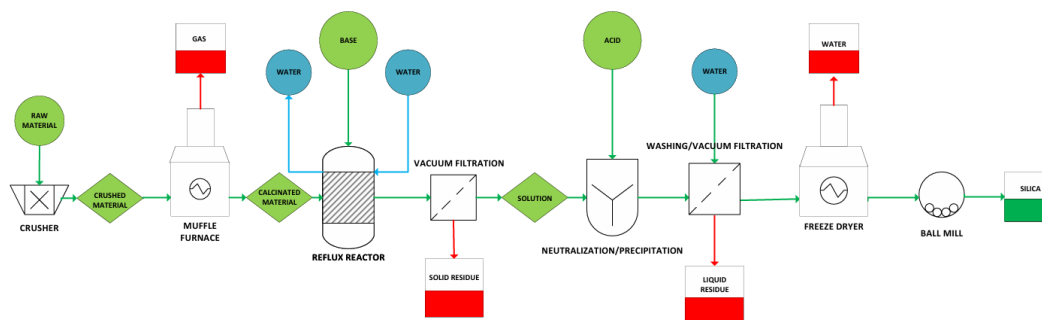 GAS
BASE
ACID
WATER
WATER
WATER
WATER
RAW
MATERIAL
VACUUM FILTRATION
WASHING/VACUUM FILTRATION
CRUSHED
MATERIAL
CALCINATED
MATERIAL
SOLUTION
SILICA
CRUSHER
MUFFLE
FURNACE
REFLUX REACTOR
NEUTRALIZATION/PRECIPITATION
FREEZE DRYER
BALL MILL
SOLID RESIDUE
LIQUID
RESIDUE